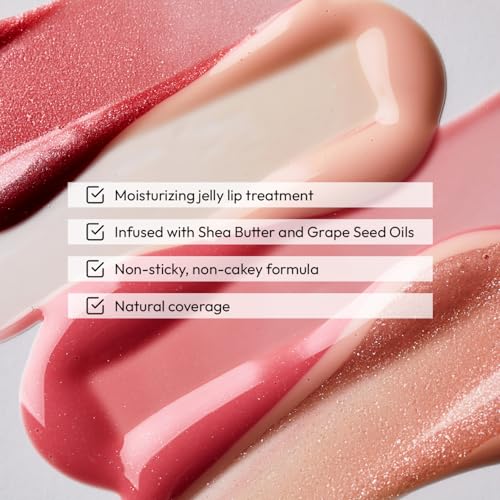 Moisturizing jelly lip treatment
Infused with Shea Butter and Grape Seed Oils
Non-sticky, non-cakey formula
Natural coverage